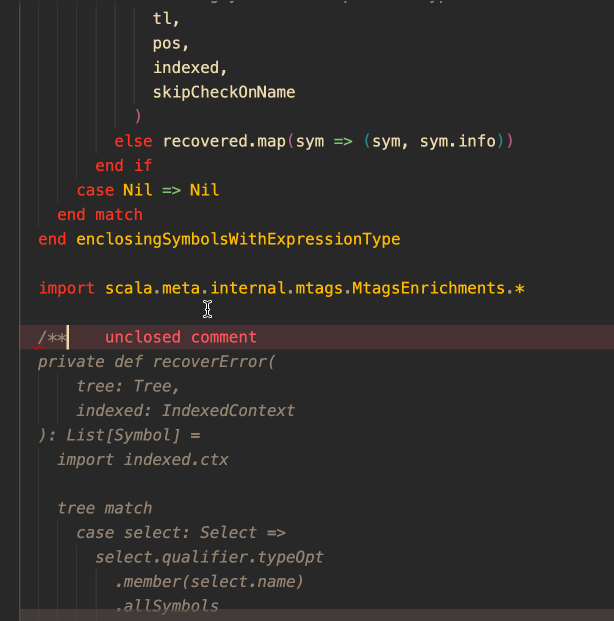 tl,
pos,
indexed,
skipCheckOnName
)
else recovered.map(sym => (sym, sym.info))
end if
case Nil => Nil
end match
end enclosingSymbolsWithExpressionType
import scala.meta.internal.mtags.MtagsEnrichments.*
/** unclosed comment
private def recoverError(
tree: Tree,
indexed: IndexedContext
): List[Symbol] =
import indexed.ctx
tree match
case select: Select =>
select.qualifier.typeOpt
.member(select.name)
.allSymbols